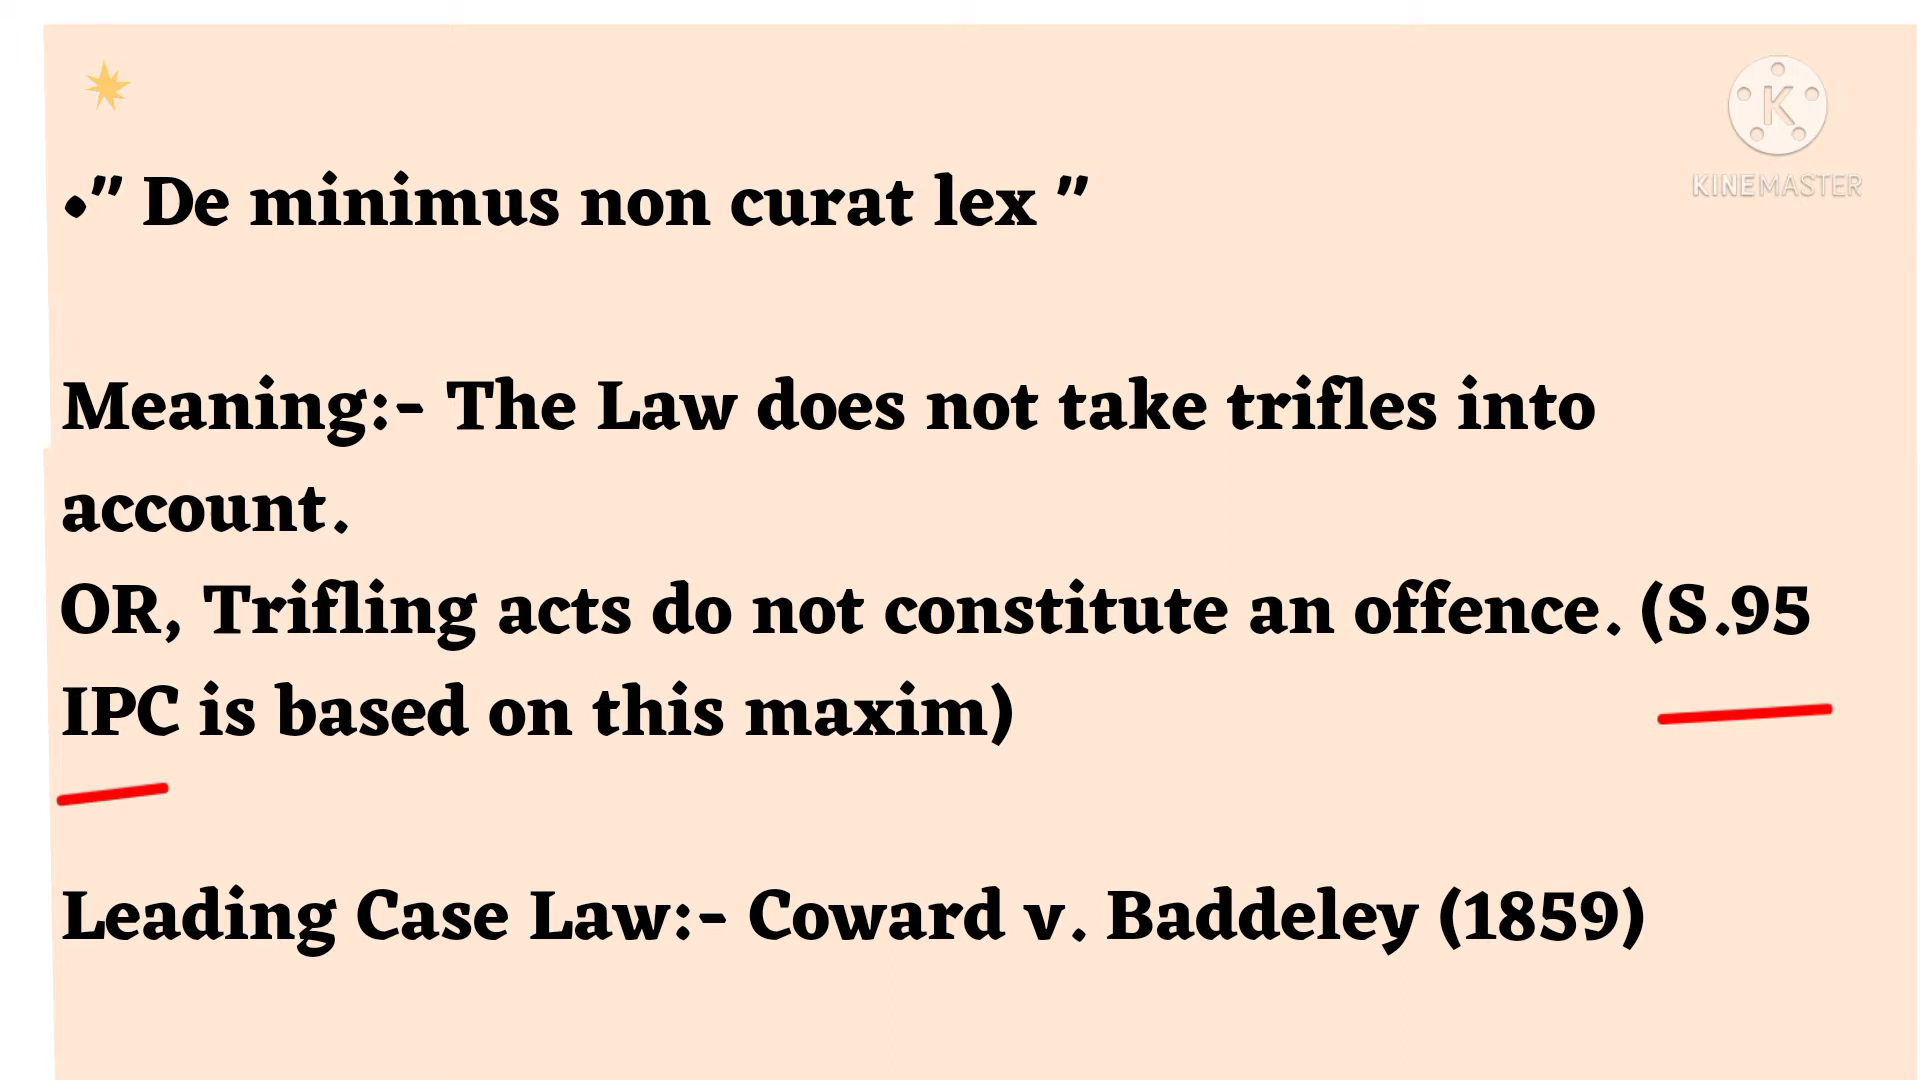 •" De minimus non curat lex "
KINEMASTER
Meaning:- The Law does not take trifles into
account.
OR, Trifling acts do not constitute an offence. (S.95
IPC is based on this maxim)
Leading Case Law:- Coward v. Baddeley (1859)